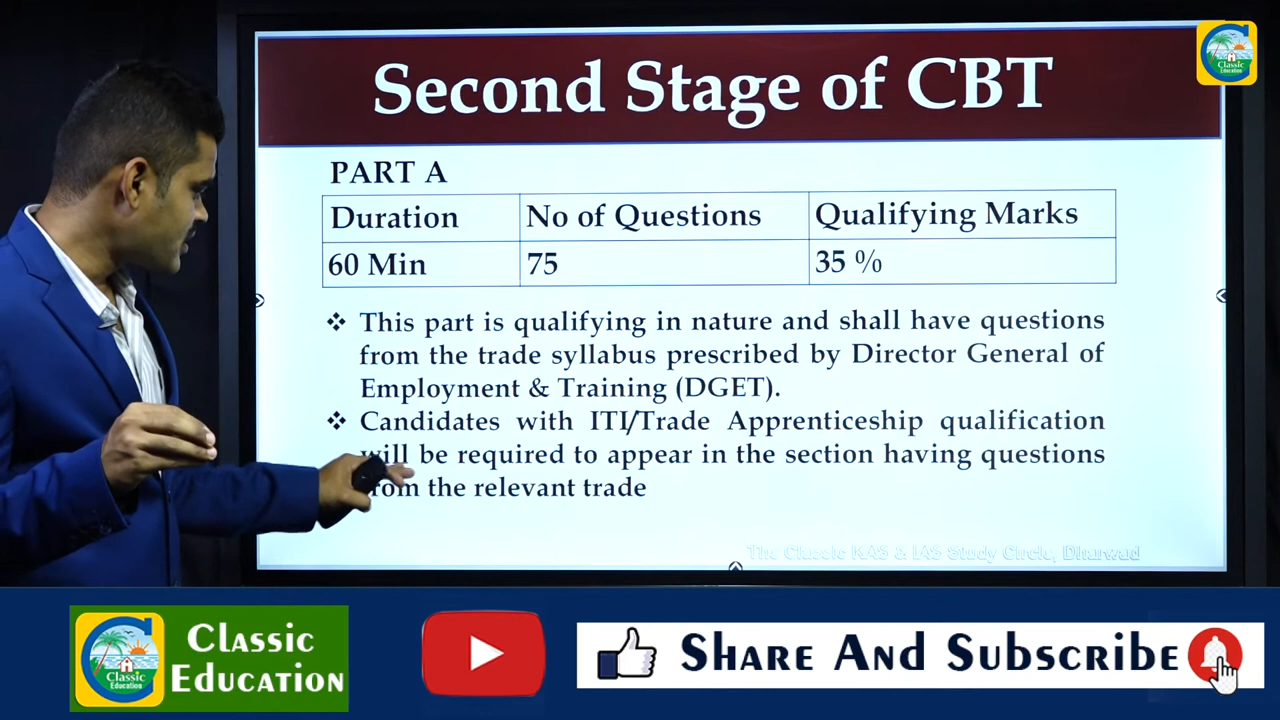 Second Stage of CBT
Classic
Education
PART A
Duration No of Questions Qualifying Marks
60 Min 75 35 %
❖ This part is qualifying in nature and shall have questions
from the trade syllabus prescribed by Director General of
Employment & Training (DGET).
❖ Candidates with ITI/Trade Apprenticeship qualification
will be required to appear in the section having questions
from the relevant trade
The Classic KAS & IAS Study Circle, Dharwad
Classic
Education
Classic
Education
Share And Subscribe